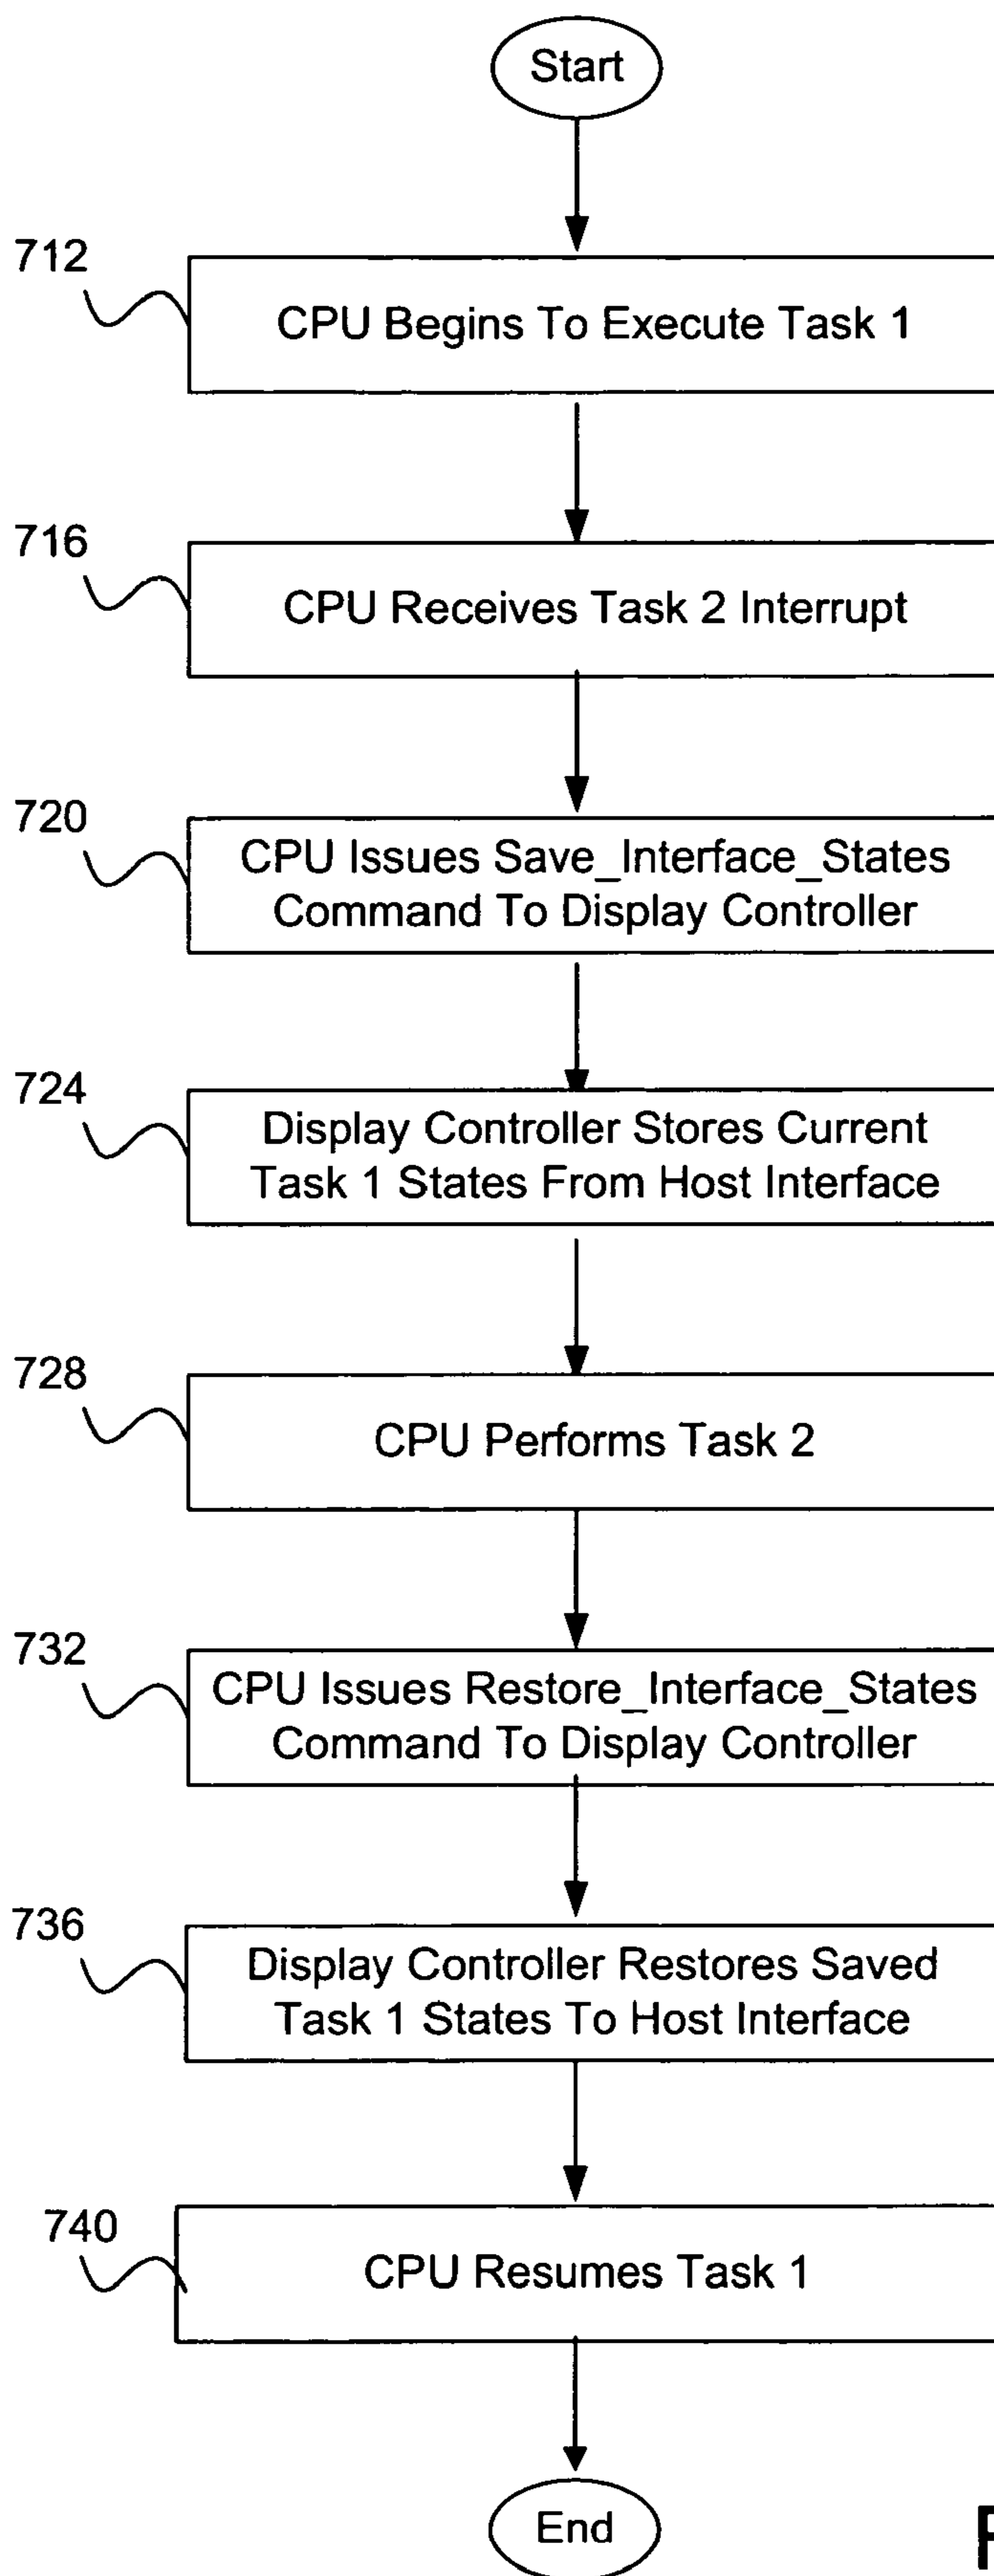 Start
712
CPU Begins To Execute Task 1
716
CPU Receives Task 2 Interrupt
720
CPU Issues Save_Interface_States
Command To Display Controller
724
Display Controller Stores Current
Task 1 States From Host Interface
728
CPU Performs Task 2
732
CPU Issues Restore_Interface_States
Command To Display Controller
736
Display Controller Restores Saved
Task 1 States To Host Interface
740
CPU Resumes Task 1
End